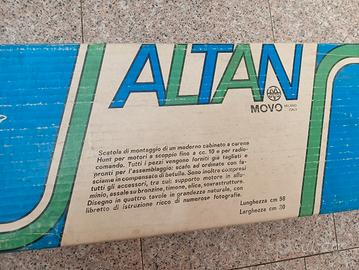 ALTAN
MOVO MILANO
ITALY
Scatola di montaggio di un moderno cabinato a carena
Hunt per motori a scoppio fino a cc. 10 e per radio-
comando. Tutti i pezzi vengono forniti già tagliati e
pronti per l'assemblaggio: scafo ad ordinate con fa-
sciame in compensato di betulla. Sono inoltre compresi
tutti gli accessori, tra cui: supporto motore in allu-
minio, assale su bronzine, timone, elica, sovrastrutture.
Disegno in quattro tavole in grandezza naturale, con
libretto di istruzione ricco di numerose fotografie.
Lunghezza cm 98
Larghezza cm 30